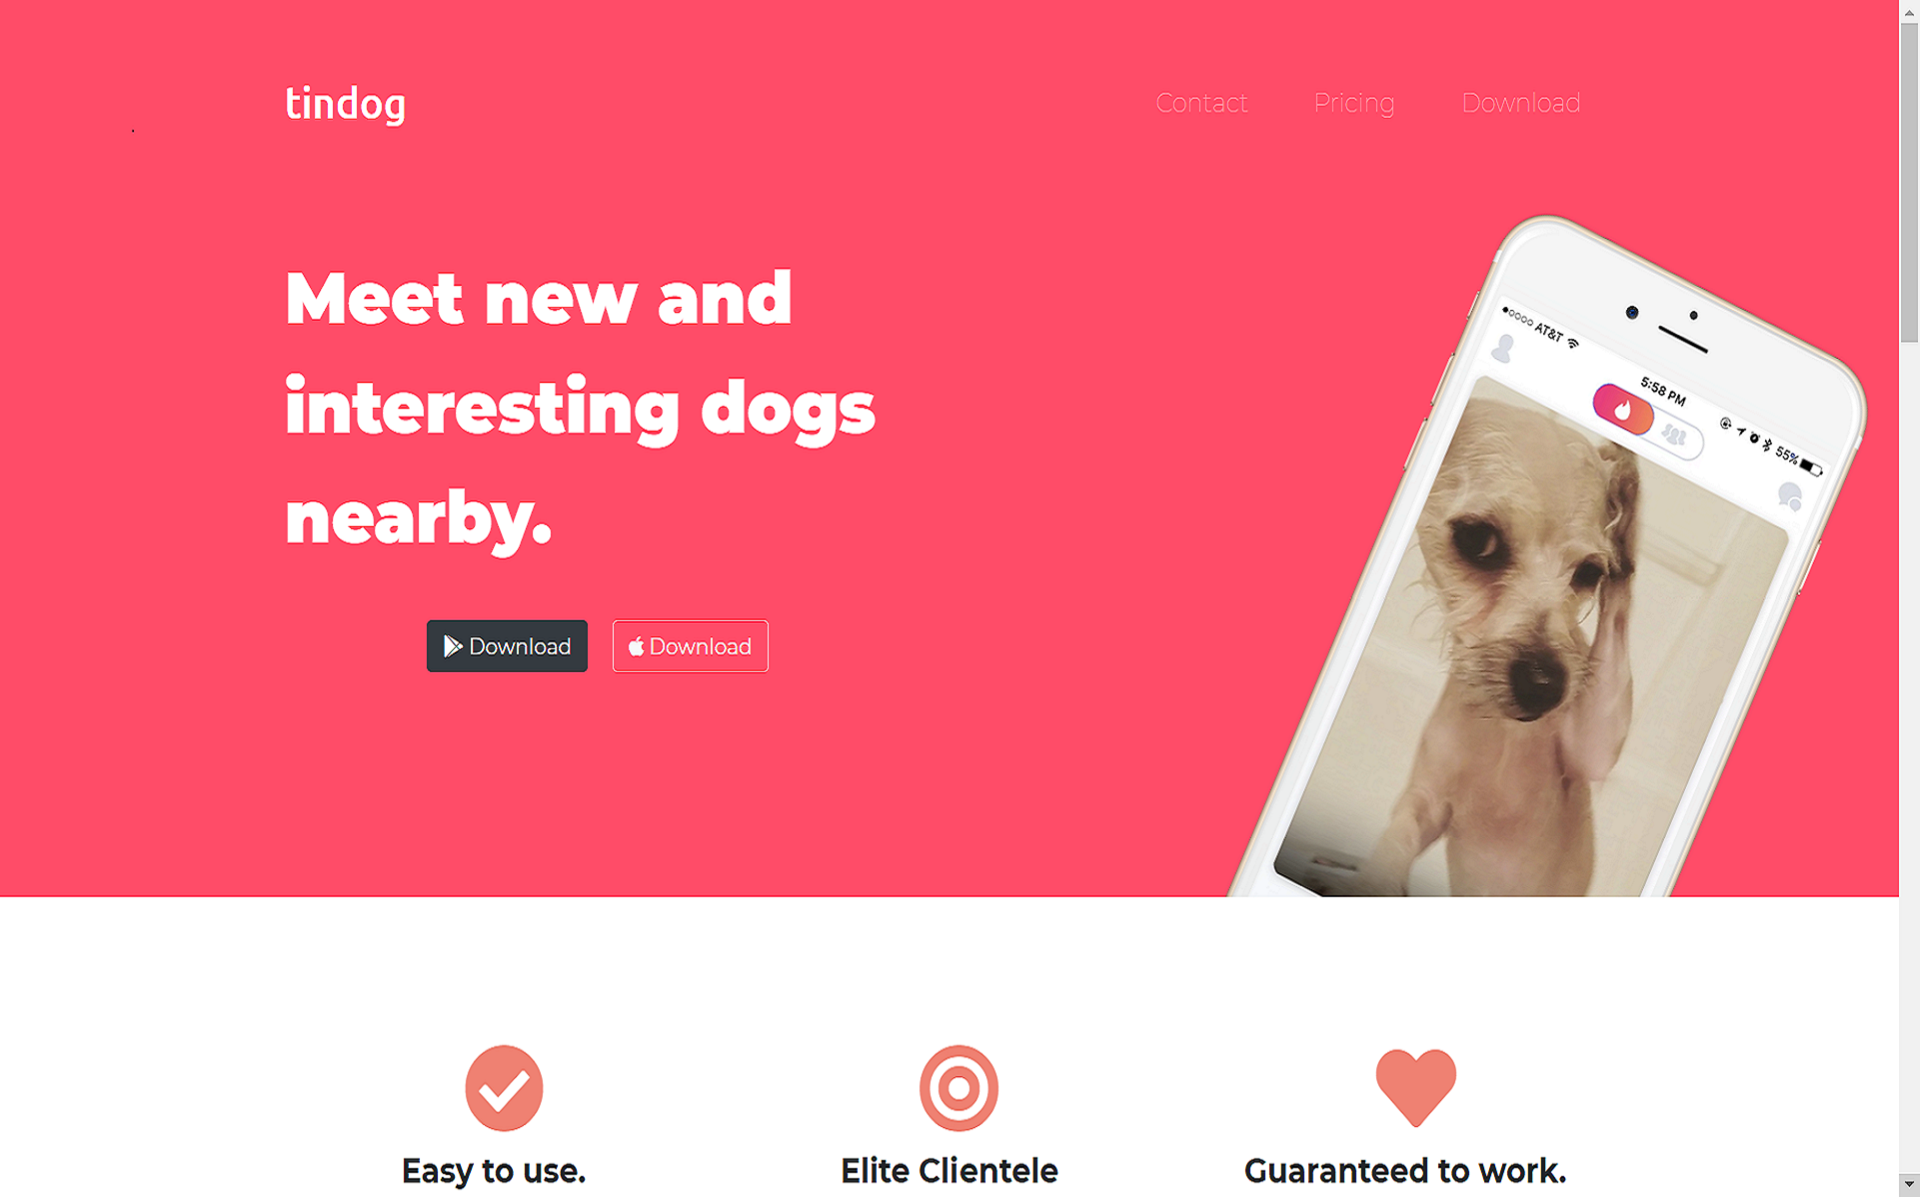 tindog
Contact
Pricing
Download
Meet new and
interesting dogs
nearby.
Download
Download
AT&T
5:58 PM
55%
Easy to use.
Elite Clientele
Guaranteed to work.